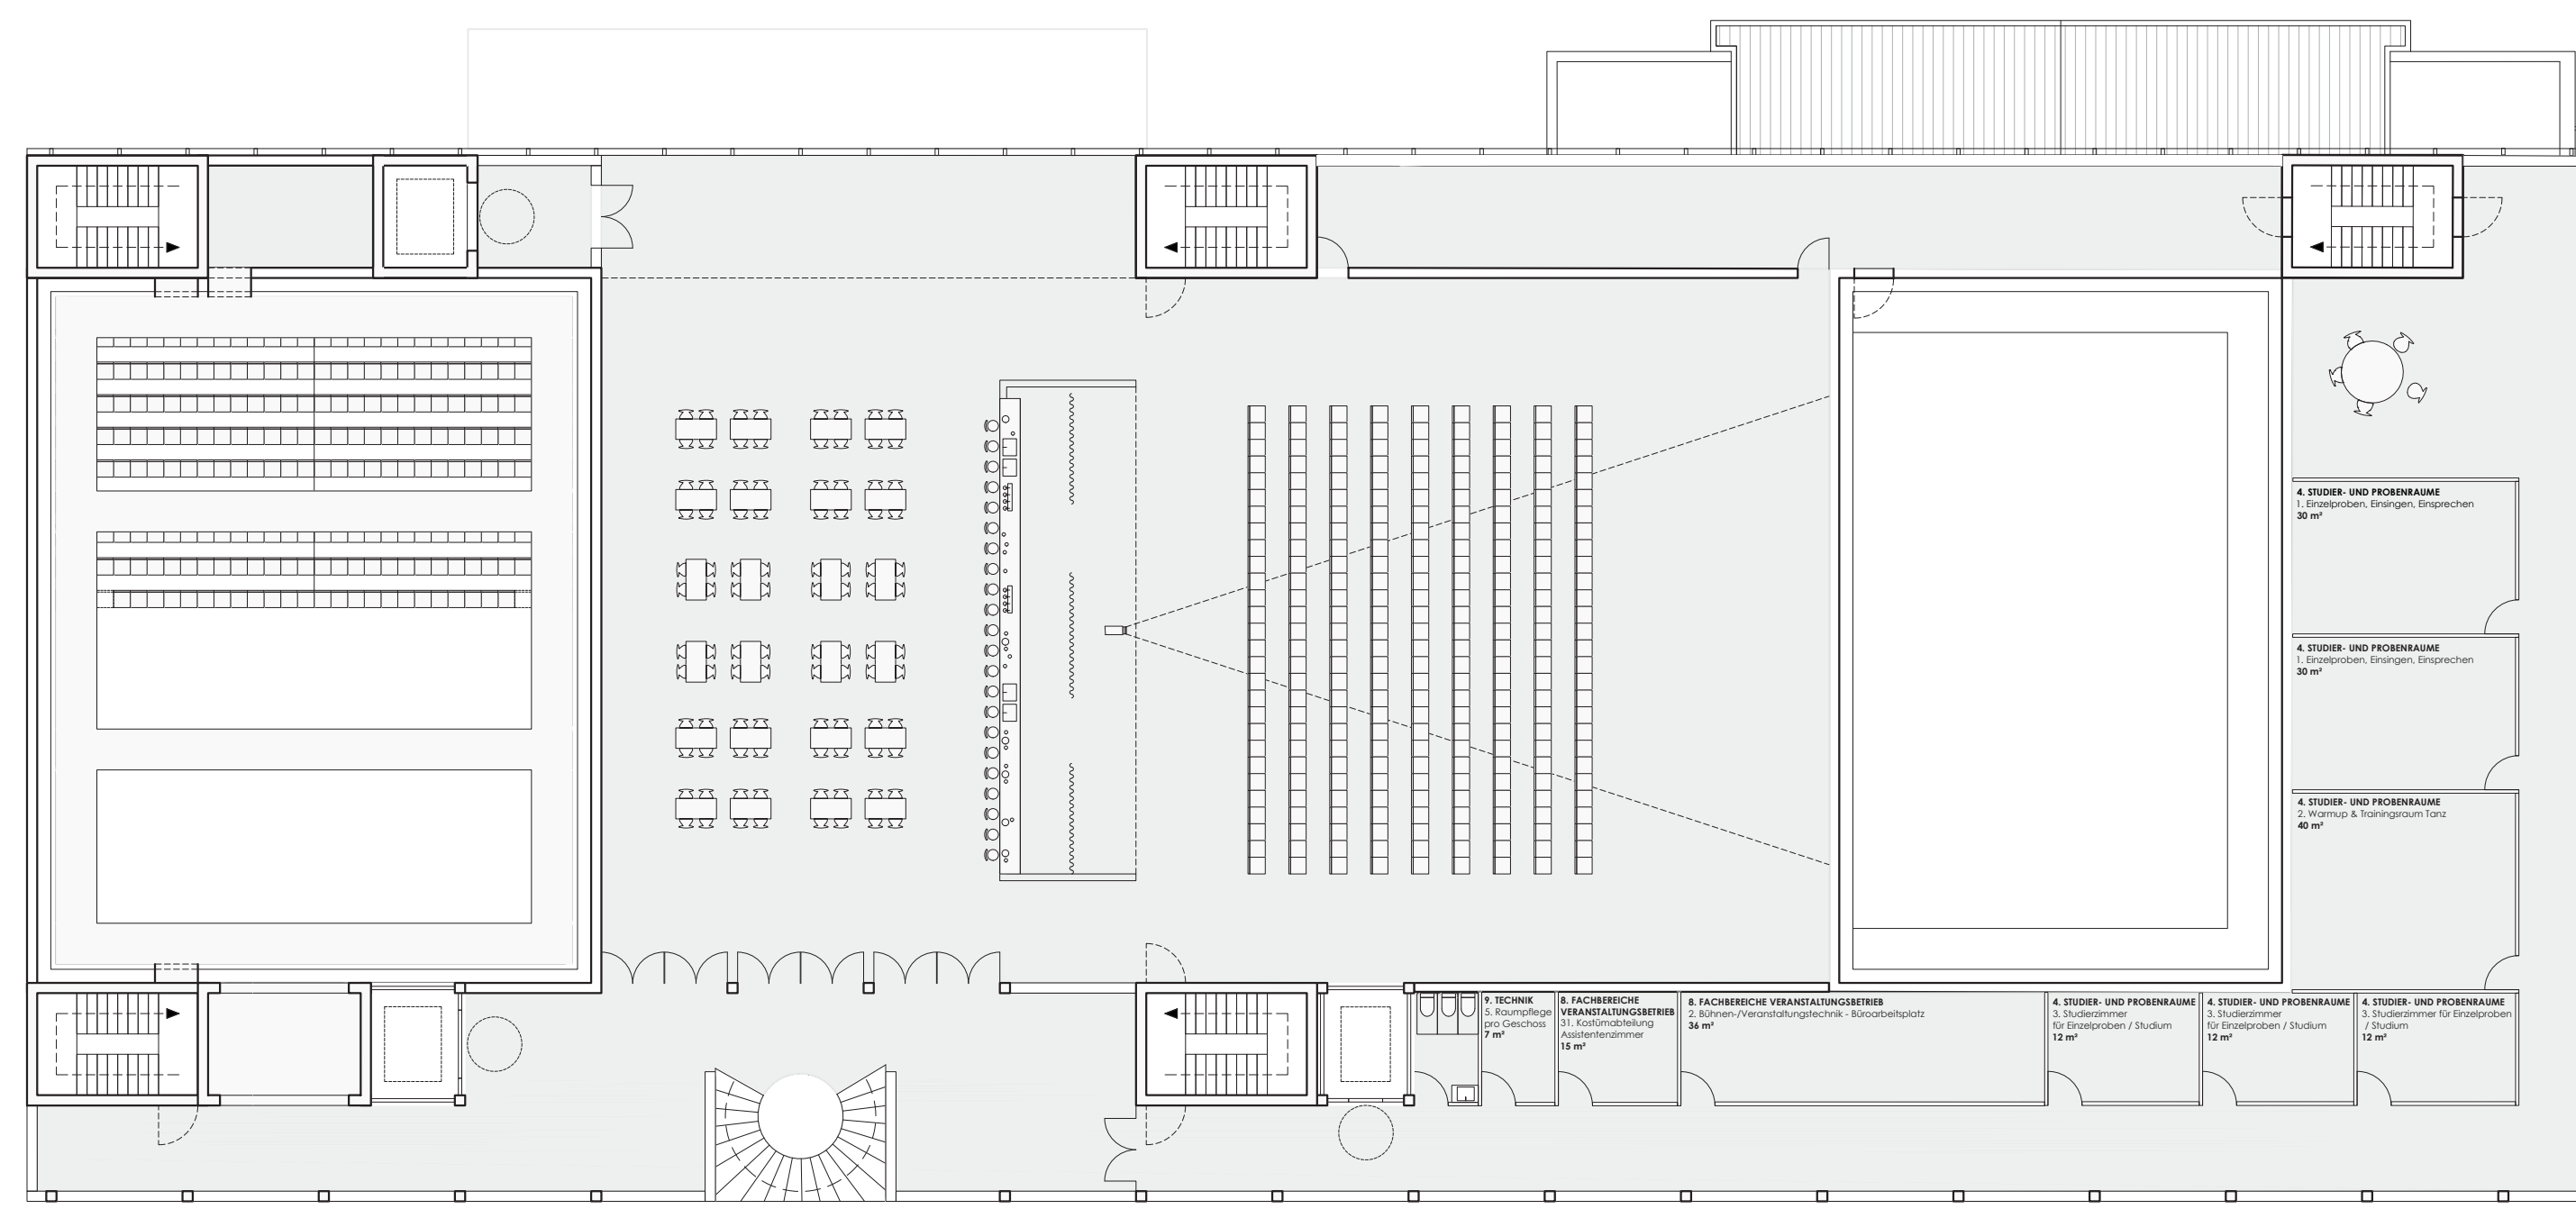 4. STUDIER- UND PROBENRAUME
1. Einzelproben, Einsingen, Einsprechen
30 m²
4. STUDIER- UND PROBENRAUME
1. Einzelproben, Einsingen, Einsprechen
30 m²
4. STUDIER- UND PROBENRAUME
2. Warmup & Trainingsraum Tanz
40 m²
9. TECHNIK
5. Raumpflege
pro Geschoss
7 m²
8. FACHBEREICHE
VERANSTALTUNGSBETRIEB
31. Kostümabteilung
Assistentenzimmer
15 m²
8. FACHBEREICHE VERANSTALTUNGSBETRIEB
2. Bühnen-/Veranstaltungstechnik - Büroarbeitsplatz
36 m²
4. STUDIER- UND PROBENRAUME
3. Studierzimmer
für Einzelproben / Studium
12 m²
4. STUDIER- UND PROBENRAUME
3. Studierzimmer
für Einzelproben / Studium
12 m²
4. STUDIER- UND PROBENRAUME
3. Studierzimmer für Einzelproben
/ Studium
12 m²